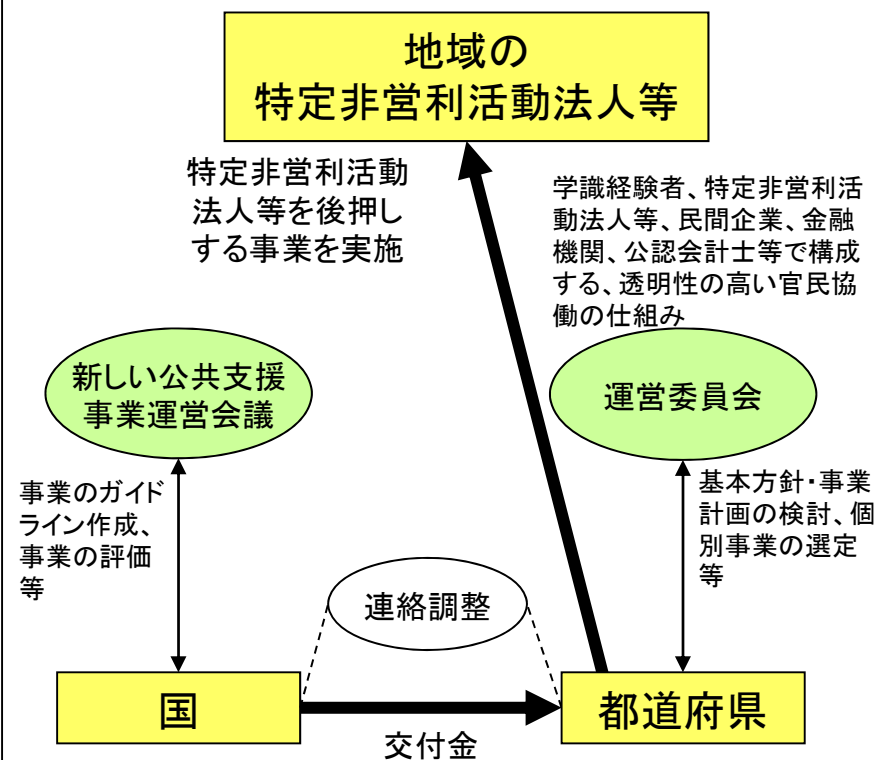 地域の
特定非営利活動法人等
特定非営利活動
法人等を後押し
する事業を実施
学識経験者、特定非営利活
動法人等、民間企業、金融
機関、公認会計士等で構成
する、透明性の高い官民協
働の仕組み
新しい公共支援
事業運営会議
運営委員会
事業のガイド
ライン作成、
事業の評価
等
基本方針・事業
計画の検討、個
別事業の選定
等
連絡調整
国
都道府県
交付金